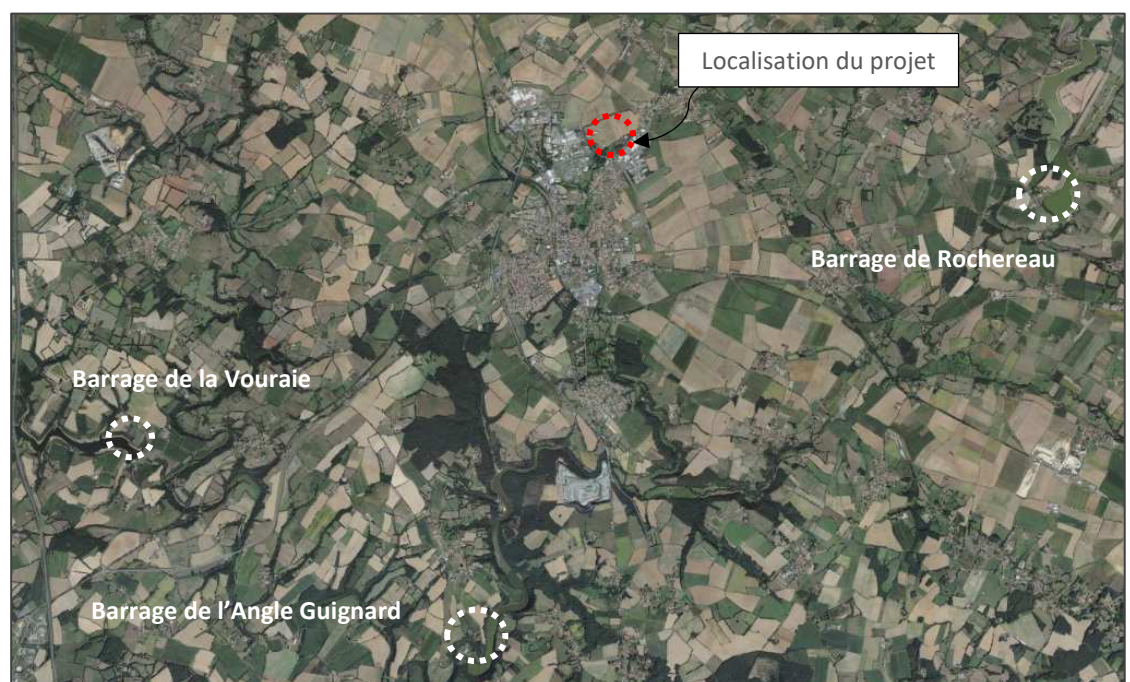 Localisation du projet
Barrage de Rochereau
Barrage de la Vouraie
Barrage de l'Angle Guignard